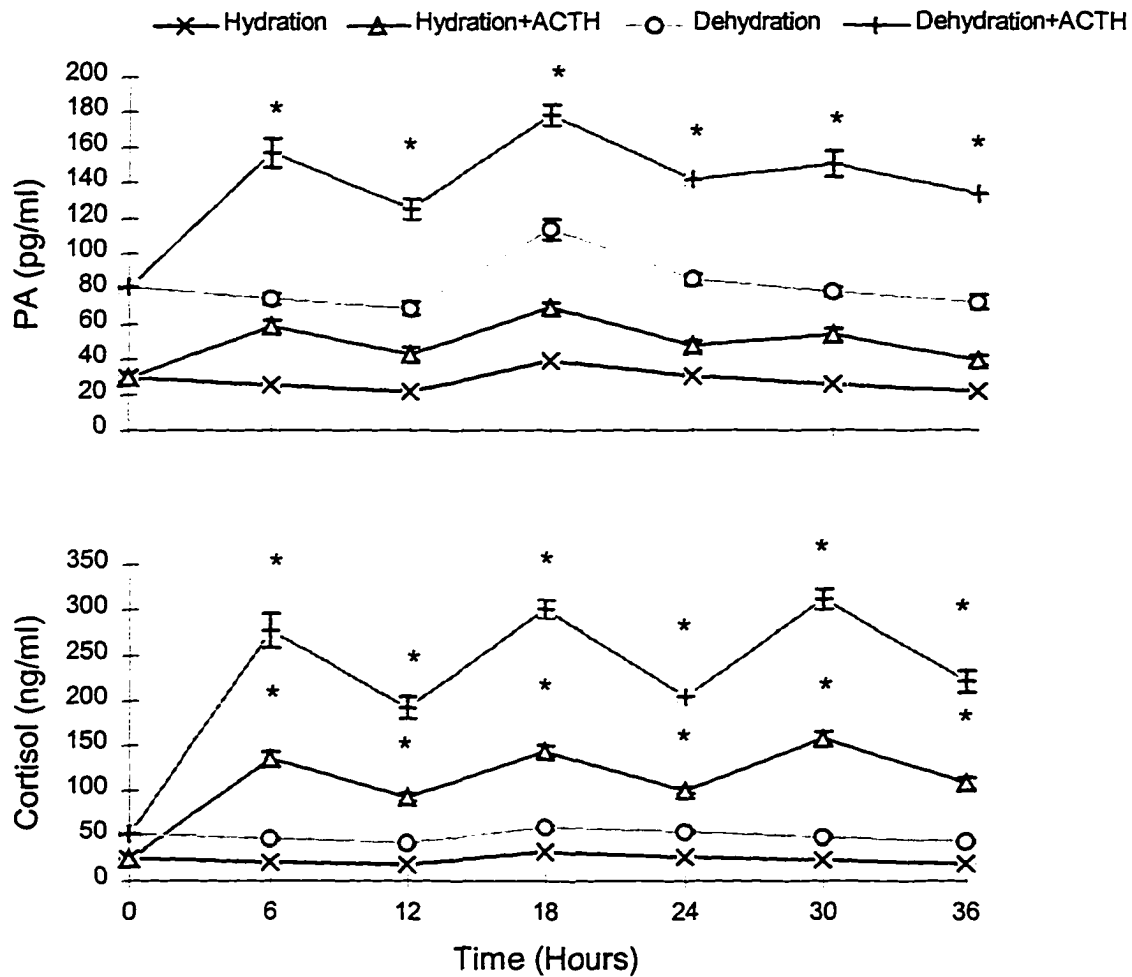 Hydration Hydration+ACTH Dehydration Dehydration+ACTH
200
180
160
140
120
100
80
60
40
20
0
PA (pg/ml)
* * * * * *
350
300
250
200
150
100
50
0
Cortisol (ng/ml)
* * * * * *
* * * * * *
0 6 12 18 24 30 36
Time (Hours)